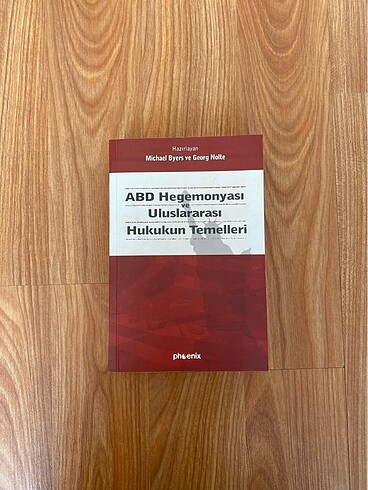 Hazırlayan
Michael Byers ve Georg Nolte
ABD Hegemonyası
ve
Uluslararası
Hukukun Temelleri
phoenix